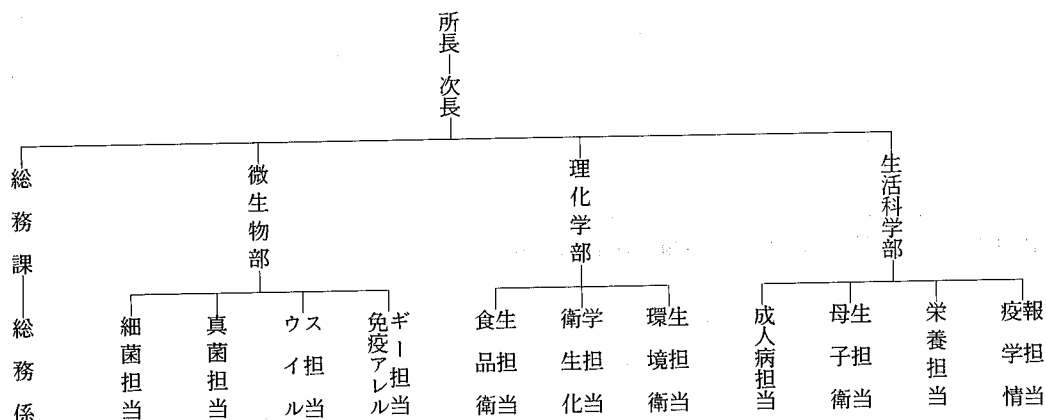 所長―次長
総務課―総務係
微生物部
細菌担当
真菌担当
ウイルス担当
免疫アレルギー担当
理化学部
食品衛生担当
衛生化学担当
環境衛生担当
生活科学部
成人病担当
母子衛生担当
栄養担当
疫学情報担当